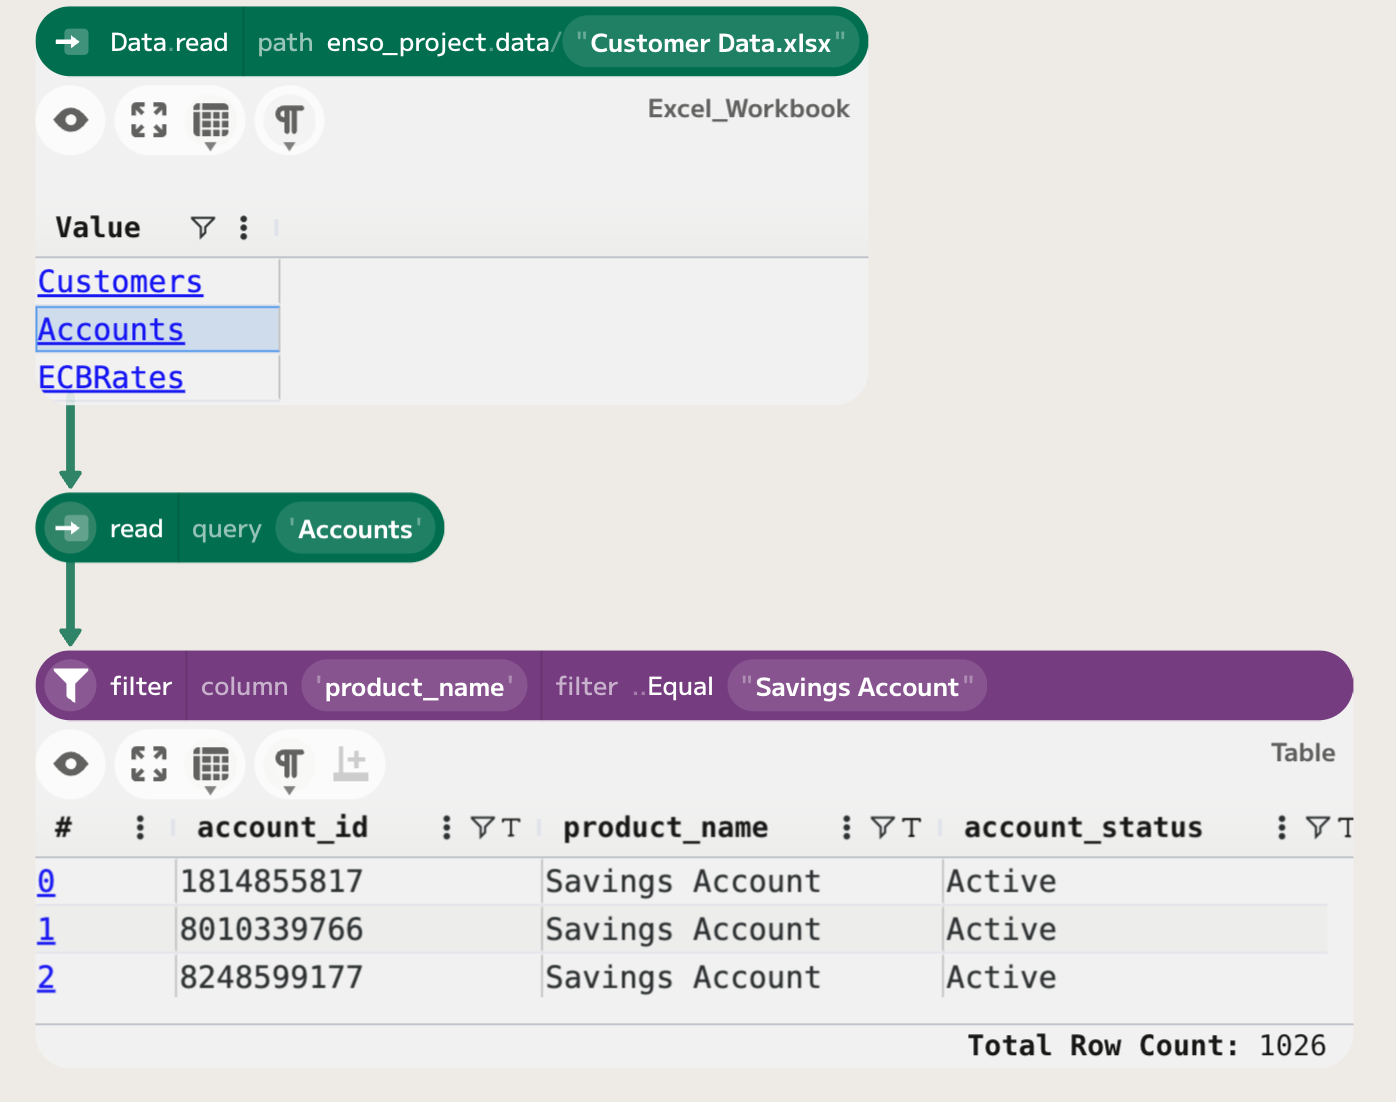 Data.read path enso_project.data/ "Customer Data.xlsx"
Excel_Workbook
Value
Customers
Accounts
ECBRates
read query 'Accounts'
filter column 'product_name' filter ..Equal "Savings Account"
Table
# account_id T product_name T account_status T
0 1814855817 Savings Account Active
1 8010339766 Savings Account Active
2 8248599177 Savings Account Active
Total Row Count: 1026